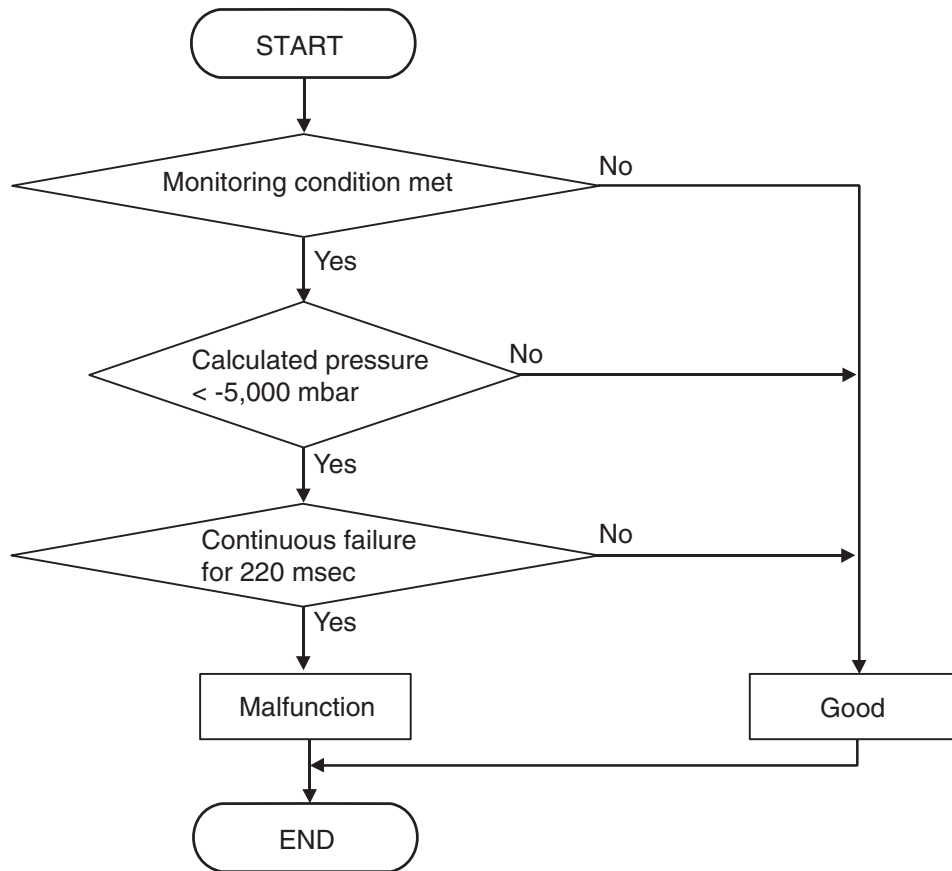 START
Monitoring condition met
No
Yes
Calculated pressure
< -5,000 mbar
No
Yes
Continuous failure
for 220 msec
No
Yes
Malfunction
Good
END